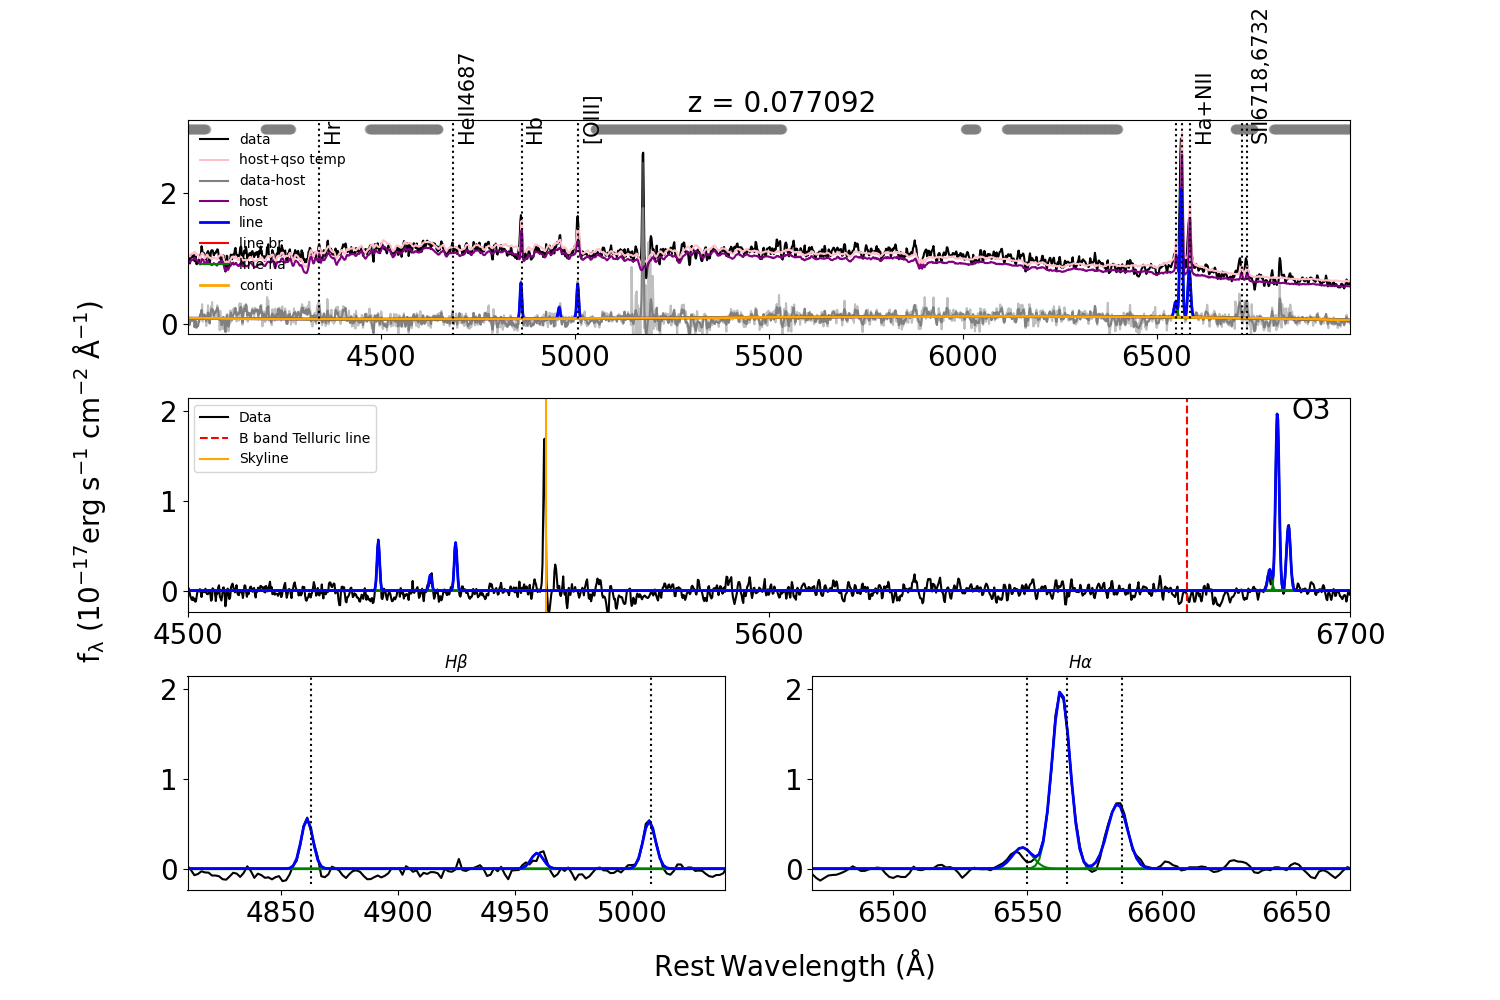 z = 0.077092
Hr
HeII4687
Hb
[OIII]
Ha+NII
SII6718,6732
data
host+qso temp
data-host
host
line
line br
line na
conti
2
0
4500
5000
5500
6000
6500
f_λ (10^{-17}erg s^{-1} cm^{-2} Å^{-1})
Data
B band Telluric line
Skyline
O3
2
1
0
4500
5600
6700
Hβ
2
1
0
4850
4900
4950
5000
Hα
2
1
0
6500
6550
6600
6650
Rest Wavelength (Å)